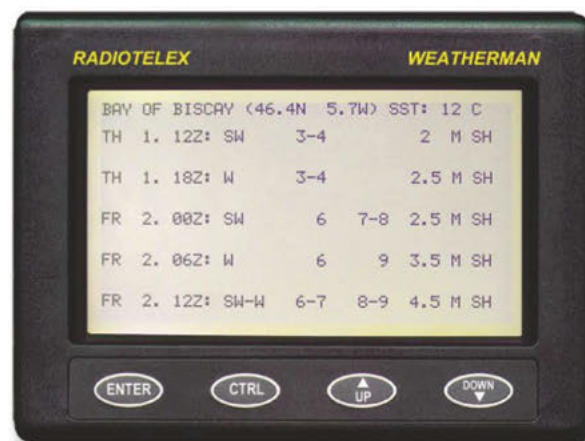 RADIOTELEX WEATHERMAN
BAY OF BISCAY (46.4N 5.7W) SST: 12 C
TH 1. 12Z: SW 3-4 2 M SH
TH 1. 18Z: W 3-4 2.5 M SH
FR 2. 00Z: SW 6 7-8 2.5 M SH
FR 2. 06Z: W 6 9 3.5 M SH
FR 2. 12Z: SW-W 6-7 8-9 4.5 M SH
ENTER CTRL UP DOWN